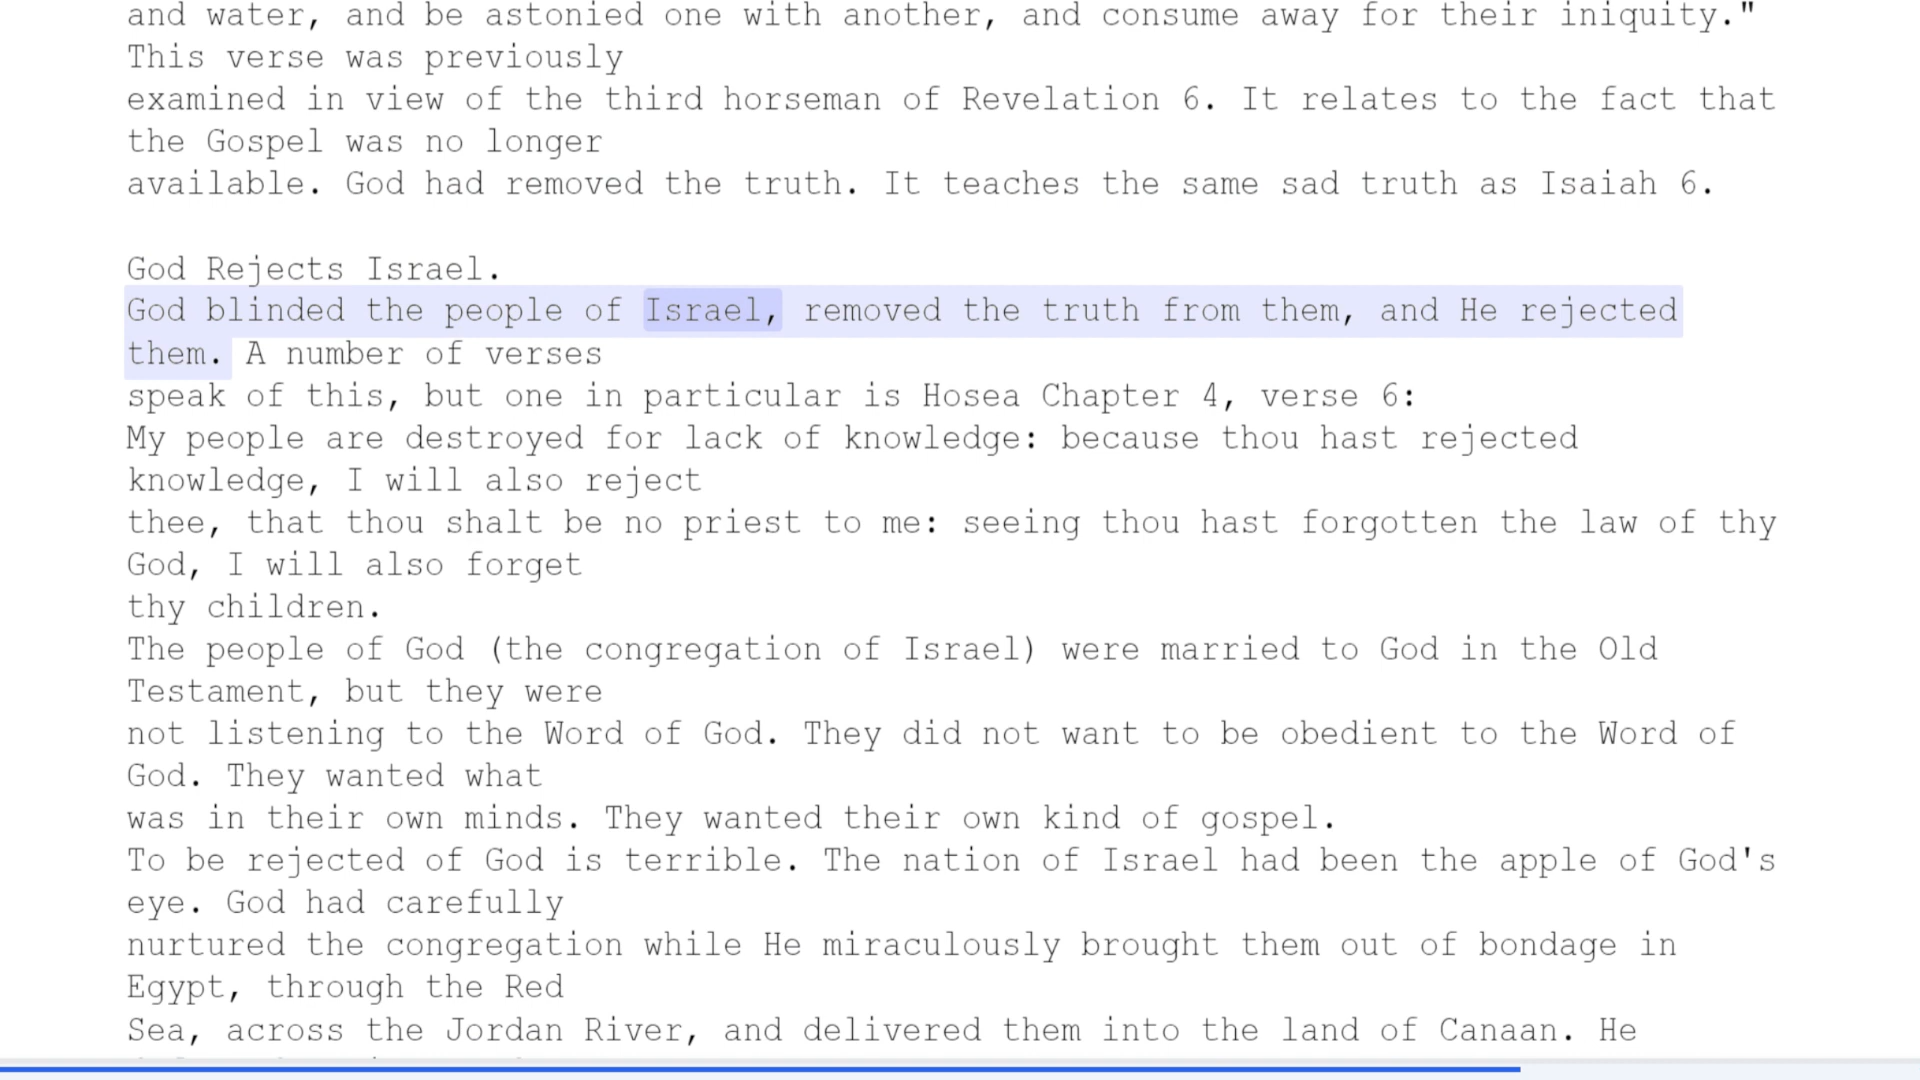 and water, and be astonied one with another, and consume away for their iniquity."
This verse was previously
examined in view of the third horseman of Revelation 6. It relates to the fact that
the Gospel was no longer
available. God had removed the truth. It teaches the same sad truth as Isaiah 6.
God Rejects Israel.
God blinded the people of Israel, removed the truth from them, and He rejected
them. A number of verses
speak of this, but one in particular is Hosea Chapter 4, verse 6:
My people are destroyed for lack of knowledge: because thou hast rejected
knowledge, I will also reject
thee, that thou shalt be no priest to me: seeing thou hast forgotten the law of thy
God, I will also forget
thy children.
The people of God (the congregation of Israel) were married to God in the Old
Testament, but they were
not listening to the Word of God. They did not want to be obedient to the Word of
God. They wanted what
was in their own minds. They wanted their own kind of gospel.
To be rejected of God is terrible. The nation of Israel had been the apple of God's
eye. God had carefully
nurtured the congregation while He miraculously brought them out of bondage in
Egypt, through the Red
Sea, across the Jordan River, and delivered them into the land of Canaan. He